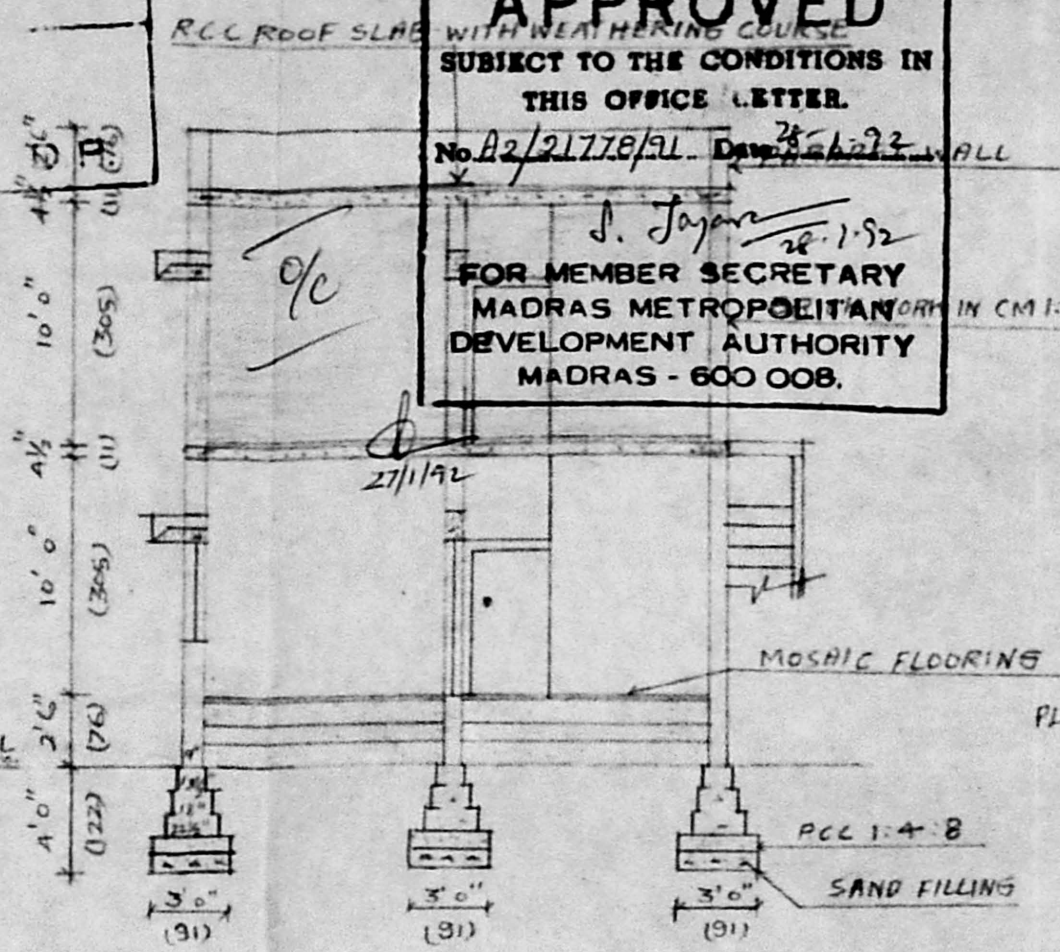 APPROVED
RCC ROOF SLAB WITH WEATHERING COURSE
SUBJECT TO THE CONDITIONS IN
THIS OFFICE LETTER.
No. A2/21778/91 Date 28-1-92
28.1.92
FOR MEMBER SECRETARY
MADRAS METROPOLITAN
DEVELOPMENT AUTHORITY
MADRAS - 600 008.
WORK IN CM 1:
O/C
27/1/92
4½"
(11)
10' 0"
(305)
4½"
(11)
10' 0"
(305)
2' 6"
(76)
4' 0"
(122)
MOSAIC FLOORING
PCC 1:4:8
SAND FILLING
3' 0"
(91)
3' 0"
(91)
3' 0"
(91)